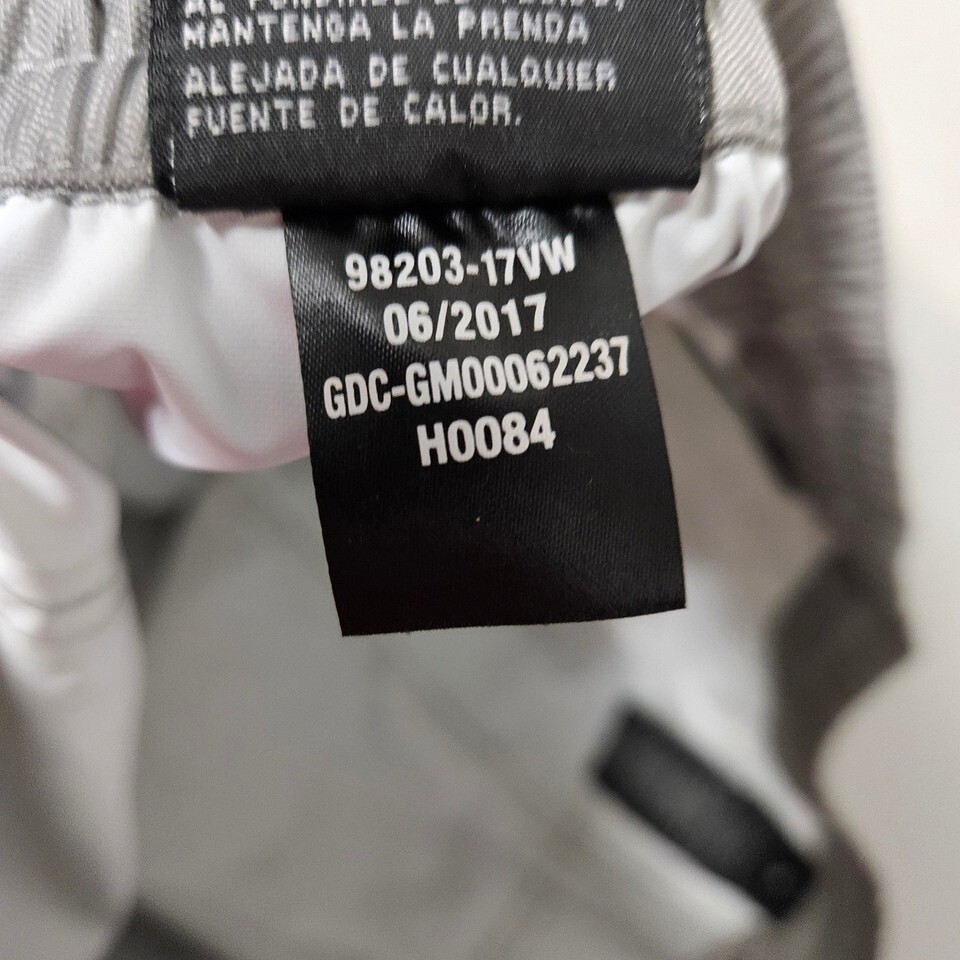 MANTENGA LA PRENDA
ALEJADA DE CUALQUIER
FUENTE DE CALOR.
98203-17VW
06/2017
GDC-GM00062237
H0084